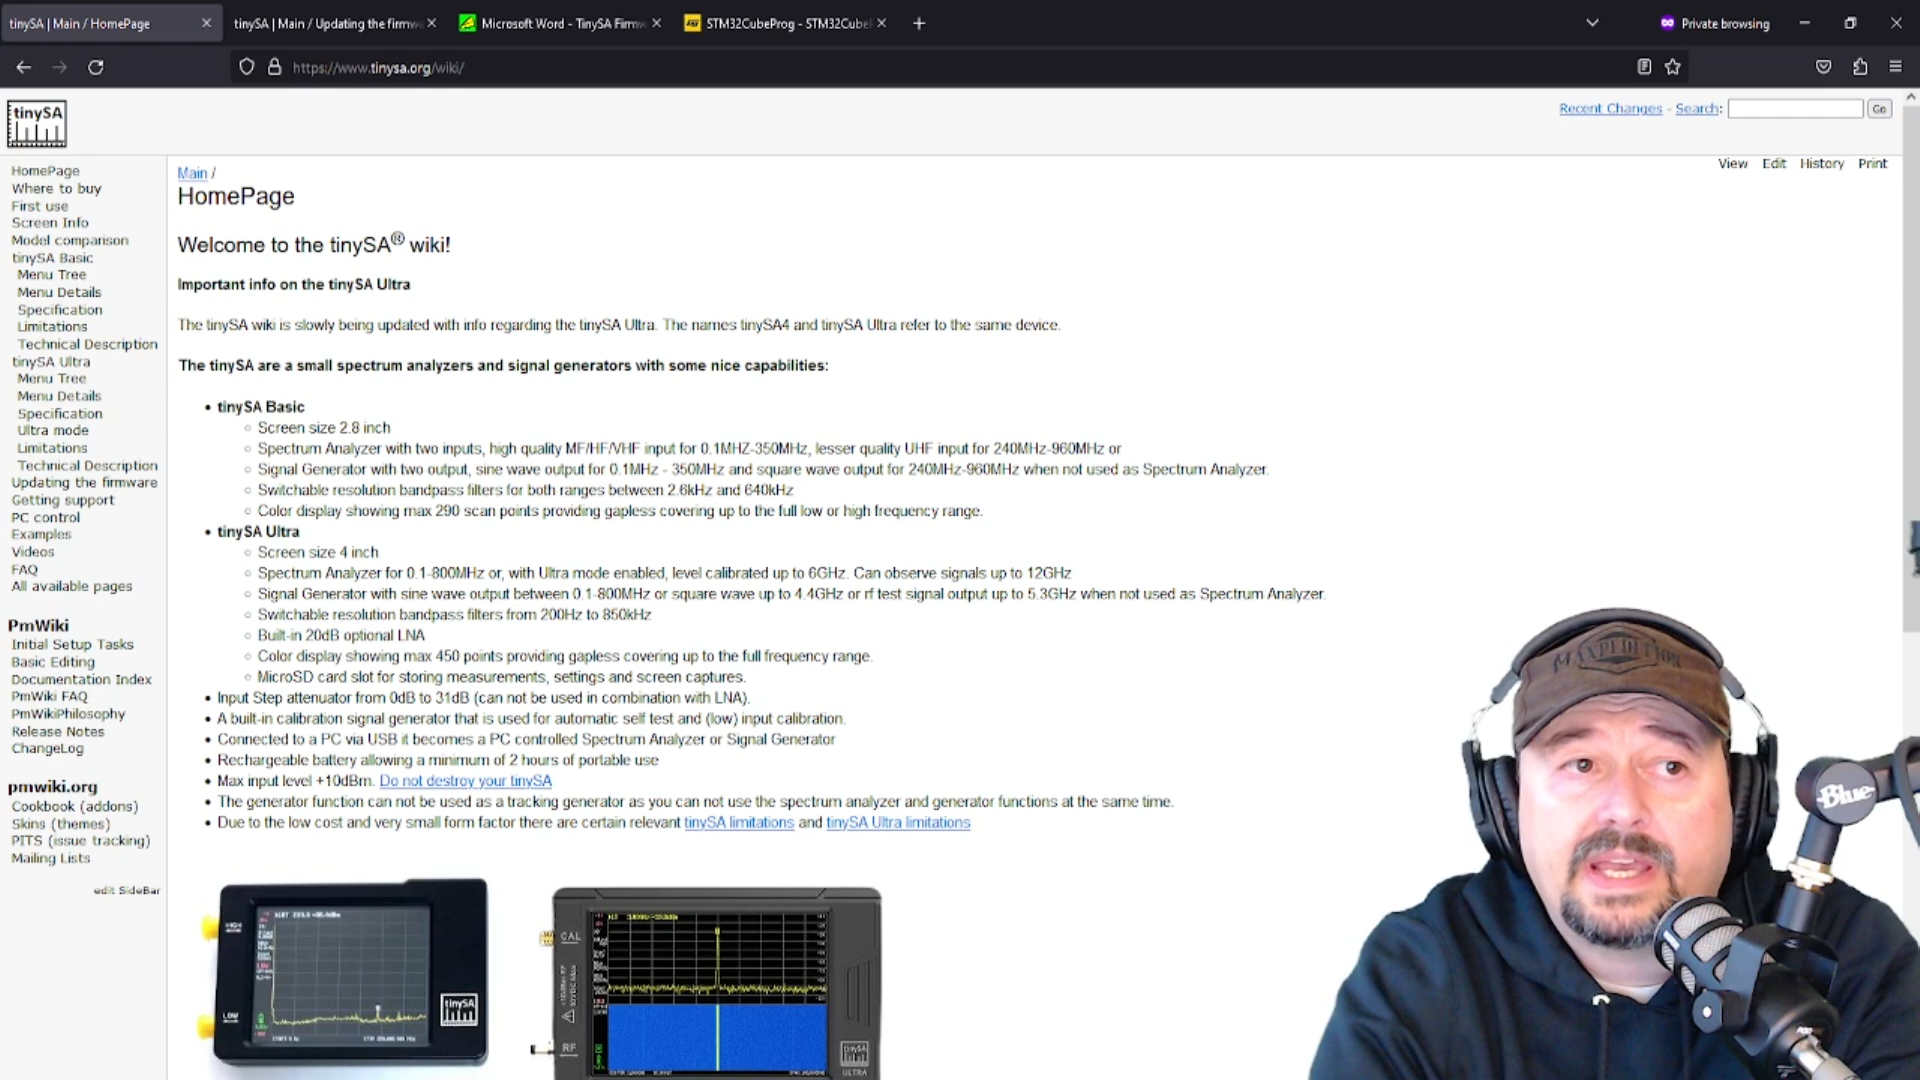 tinySA | Main / HomePage
tinySA | Main / Updating the firmw
Microsoft Word - TinySA Firmw
STM32CubeProg - STM32Cube
Private browsing
https://www.tinysa.org/wiki/
tinySA
Recent Changes - Search:
Go
View Edit History Print
HomePage
Where to buy
First use
Screen Info
Model comparison
tinySA Basic
Menu Tree
Menu Details
Specification
Limitations
Technical Description
tinySA Ultra
Menu Tree
Menu Details
Specification
Ultra mode
Limitations
Technical Description
Updating the firmware
Getting support
PC control
Examples
Videos
FAQ
All available pages
PmWiki
Initial Setup Tasks
Basic Editing
Documentation Index
PmWiki FAQ
PmWikiPhilosophy
Release Notes
ChangeLog
pmwiki.org
Cookbook (addons)
Skins (themes)
PITS (issue tracking)
Mailing Lists
edit SideBar
Main /
HomePage
Welcome to the tinySA® wiki!
Important info on the tinySA Ultra
The tinySA wiki is slowly being updated with info regarding the tinySA Ultra. The names tinySA4 and tinySA Ultra refer to the same device.
The tinySA are a small spectrum analyzers and signal generators with some nice capabilities:
• tinySA Basic
○ Screen size 2.8 inch
○ Spectrum Analyzer with two inputs, high quality MF/HF/VHF input for 0.1MHZ-350MHz, lesser quality UHF input for 240MHz-960MHz or
○ Signal Generator with two output, sine wave output for 0.1MHz - 350MHz and square wave output for 240MHz-960MHz when not used as Spectrum Analyzer.
○ Switchable resolution bandpass filters for both ranges between 2.6kHz and 640kHz
○ Color display showing max 290 scan points providing gapless covering up to the full low or high frequency range.
• tinySA Ultra
○ Screen size 4 inch
○ Spectrum Analyzer for 0.1-800MHz or, with Ultra mode enabled, level calibrated up to 6GHz. Can observe signals up to 12GHz
○ Signal Generator with sine wave output between 0.1-800MHz or square wave up to 4.4GHz or rf test signal output up to 5.3GHz when not used as Spectrum Analyzer.
○ Switchable resolution bandpass filters from 200Hz to 850kHz
○ Built-in 20dB optional LNA
○ Color display showing max 450 points providing gapless covering up to the full frequency range.
○ MicroSD card slot for storing measurements, settings and screen captures.
• Input Step attenuator from 0dB to 31dB (can not be used in combination with LNA).
• A built-in calibration signal generator that is used for automatic self test and (low) input calibration.
• Connected to a PC via USB it becomes a PC controlled Spectrum Analyzer or Signal Generator
• Rechargeable battery allowing a minimum of 2 hours of portable use
• Max input level +10dBm. Do not destroy your tinySA
• The generator function can not be used as a tracking generator as you can not use the spectrum analyzer and generator functions at the same time.
• Due to the low cost and very small form factor there are certain relevant tinySA limitations and tinySA Ultra limitations
HIGH
LOW
tinySA
CAL
RF
tinySA
ULTRA
MAXPEDITION
Blue